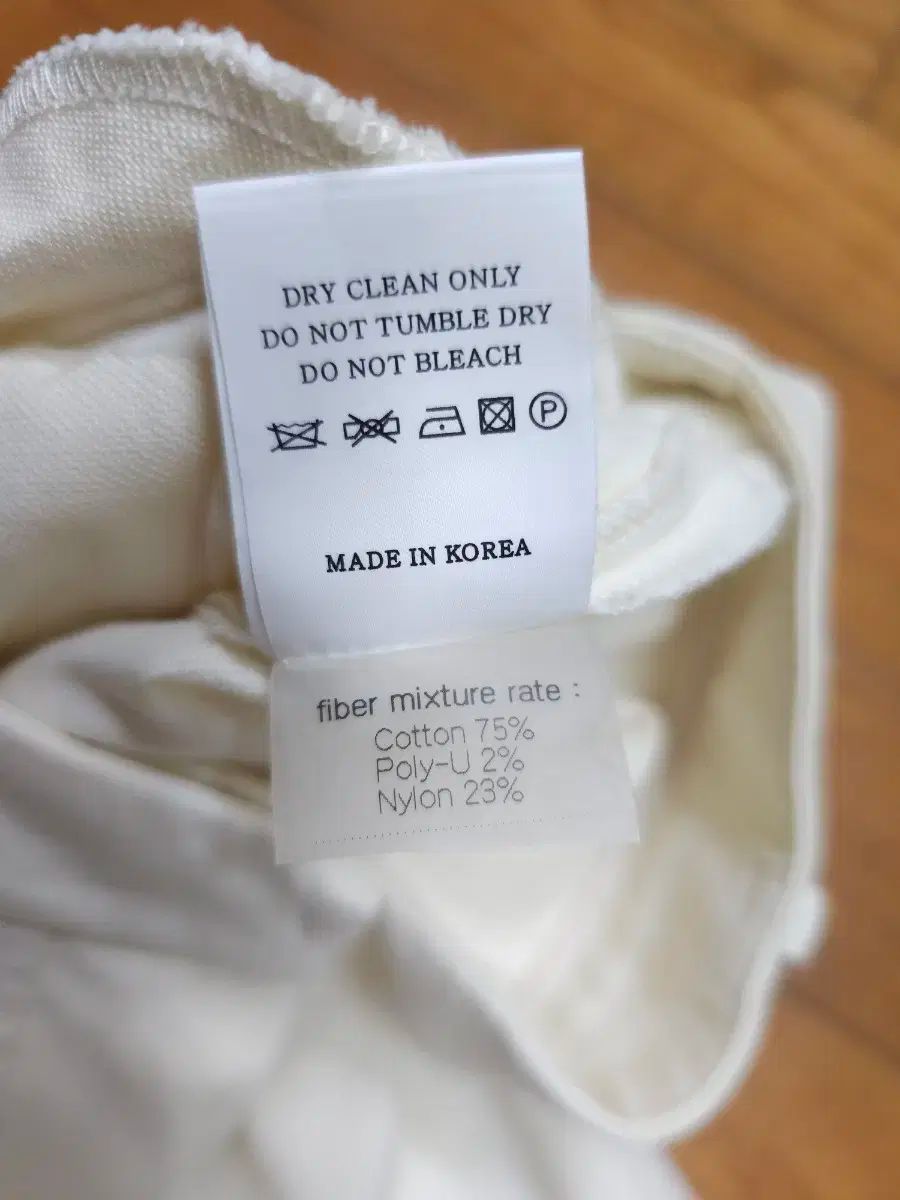 DRY CLEAN ONLY
DO NOT TUMBLE DRY
DO NOT BLEACH
P
MADE IN KOREA
fiber mixture rate :
Cotton 75%
Poly-U 2%
Nylon 23%